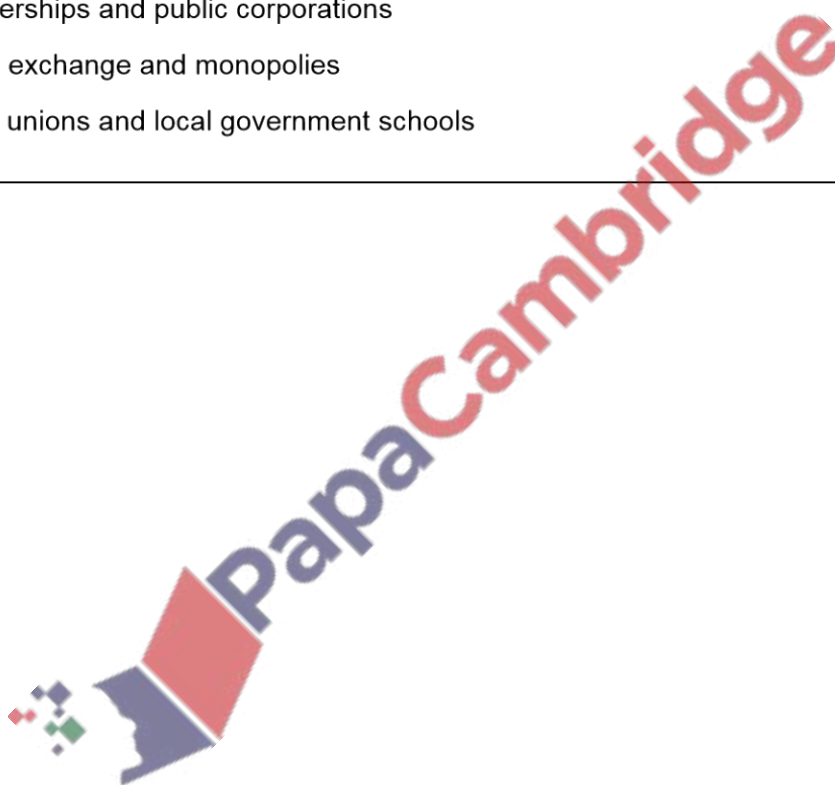 erships and public corporations
exchange and monopolies
unions and local government schools
PapaCambridge